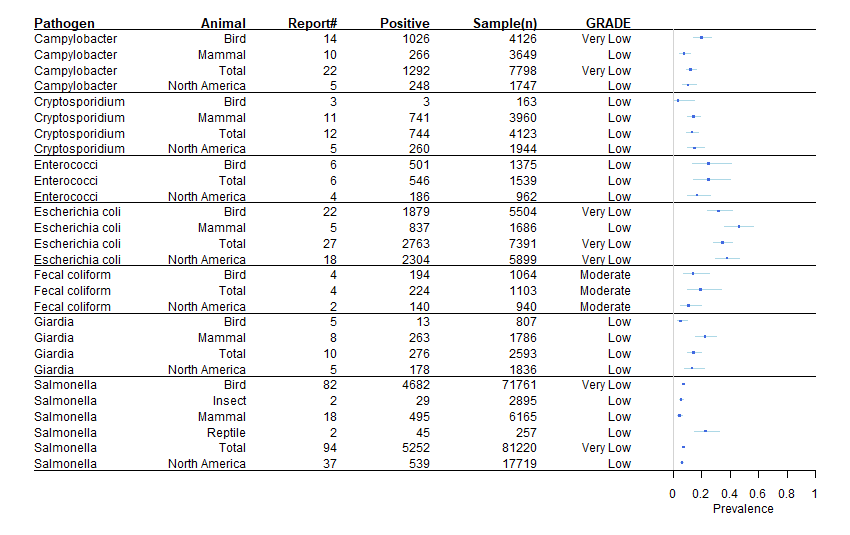 Pathogen Animal Report# Positive Sample(n) GRADE
Campylobacter Bird 14 1026 4126 Very Low
Campylobacter Mammal 10 266 3649 Low
Campylobacter Total 22 1292 7798 Very Low
Campylobacter North America 5 248 1747 Low
Cryptosporidium Bird 3 3 163 Low
Cryptosporidium Mammal 11 741 3960 Low
Cryptosporidium Total 12 744 4123 Low
Cryptosporidium North America 5 260 1944 Low
Enterococci Bird 6 501 1375 Low
Enterococci Total 6 546 1539 Low
Enterococci North America 4 186 962 Low
Escherichia coli Bird 22 1879 5504 Very Low
Escherichia coli Mammal 5 837 1686 Low
Escherichia coli Total 27 2763 7391 Very Low
Escherichia coli North America 18 2304 5899 Very Low
Fecal coliform Bird 4 194 1064 Moderate
Fecal coliform Total 4 224 1103 Moderate
Fecal coliform North America 2 140 940 Moderate
Giardia Bird 5 13 807 Low
Giardia Mammal 8 263 1786 Low
Giardia Total 10 276 2593 Low
Giardia North America 5 178 1836 Low
Salmonella Bird 82 4682 71761 Very Low
Salmonella Insect 2 29 2895 Low
Salmonella Mammal 18 495 6165 Low
Salmonella Reptile 2 45 257 Low
Salmonella Total 94 5252 81220 Very Low
Salmonella North America 37 539 17719 Low
0 0.2 0.4 0.6 0.8 1
Prevalence